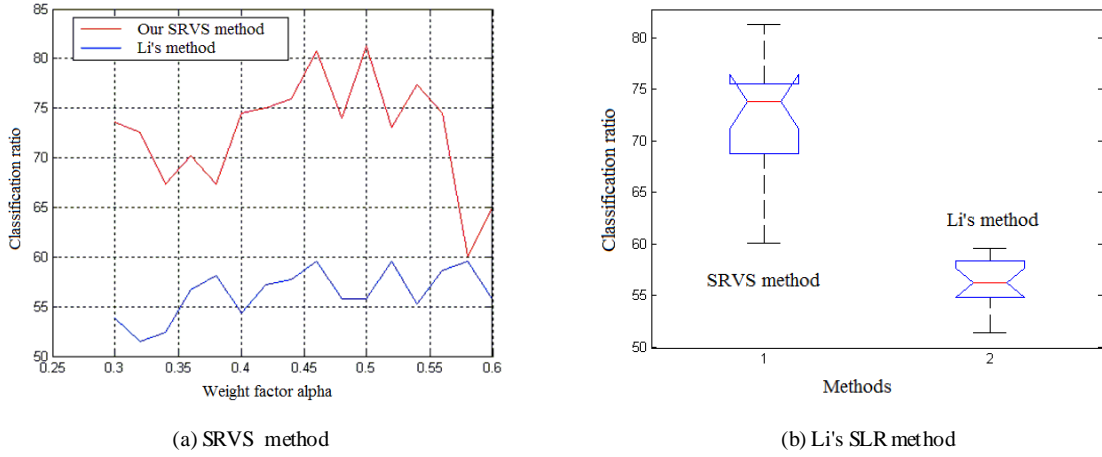 85
80
75
70
65
60
55
50
Classification ratio
Our SRVS method
Li's method
0.25
0.3
0.35
0.4
0.45
0.5
0.55
0.6
Weight factor alpha
(a) SRVS method
80
75
70
65
60
55
50
Classification ratio
SRVS method
Li's method
1
2
Methods
(b) Li's SLR method